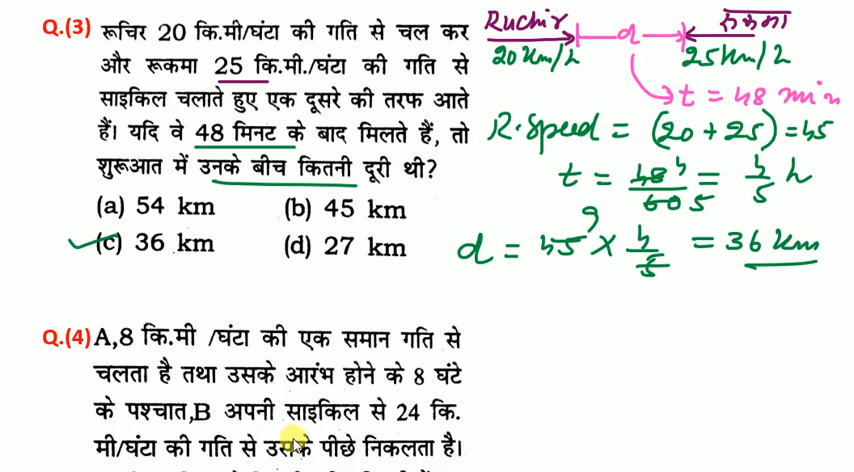 Q.(3) रूचिर 20 कि.मी/घंटा की गति से चल कर
और रूकमा 25 कि.मी./घंटा की गति से
साइकिल चलाते हुए एक दूसरे की तरफ आते
हैं। यदि वे 48 मिनट के बाद मिलते हैं, तो
शुरूआत में उनके बीच कितनी दूरी थी?
(a) 54 km (b) 45 km
(c) 36 km (d) 27 km
Ruchir d रुकमा
20 km/h 25 km/h
t = 48 min
R.Speed = (20 + 25) = 45
t = 48 4 / 60 5 = 4/5 h
d = 45 9 × 4/5 = 36 km
Q.(4) A,8 कि.मी /घंटा की एक समान गति से
चलता है तथा उसके आरंभ होने के 8 घंटे
के पश्चात,B अपनी साइकिल से 24 कि.
मी/घंटा की गति से उसके पीछे निकलता है।